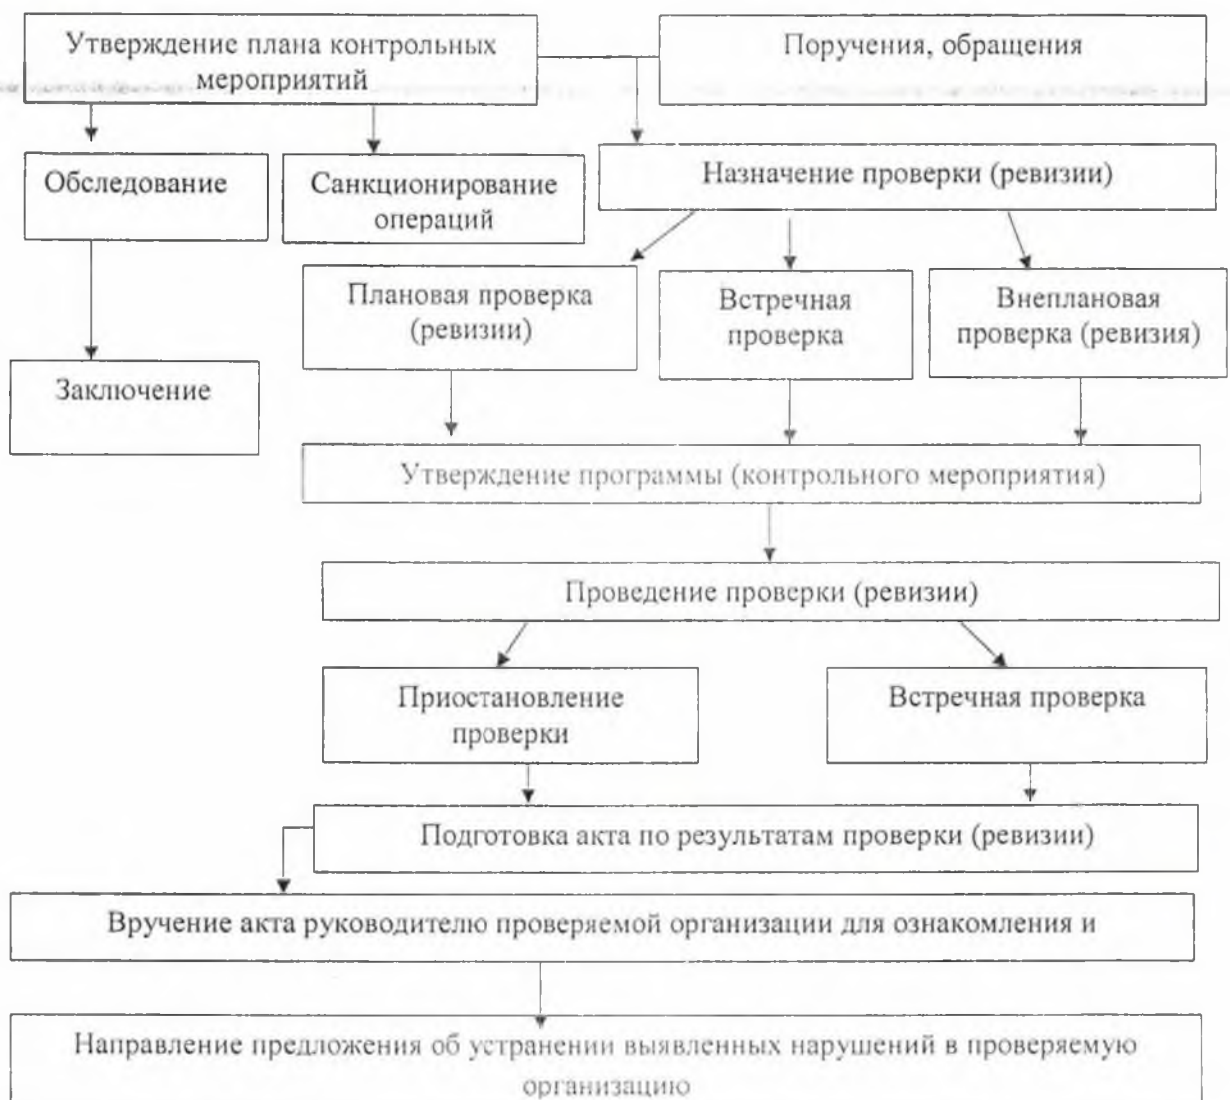 Утверждение плана контрольных
мероприятий
Поручения, обращения
Обследование
Санкционирование
операций
Назначение проверки (ревизии)
Плановая проверка
(ревизии)
Встречная
проверка
Внеплановая
проверка (ревизия)
Заключение
Утверждение программы (контрольного мероприятия)
Проведение проверки (ревизии)
Приостановление
проверки
Встречная проверка
Подготовка акта по результатам проверки (ревизии)
Вручение акта руководителю проверяемой организации для ознакомления и
Направление предложения об устранении выявленных нарушений в проверяемую
организацию